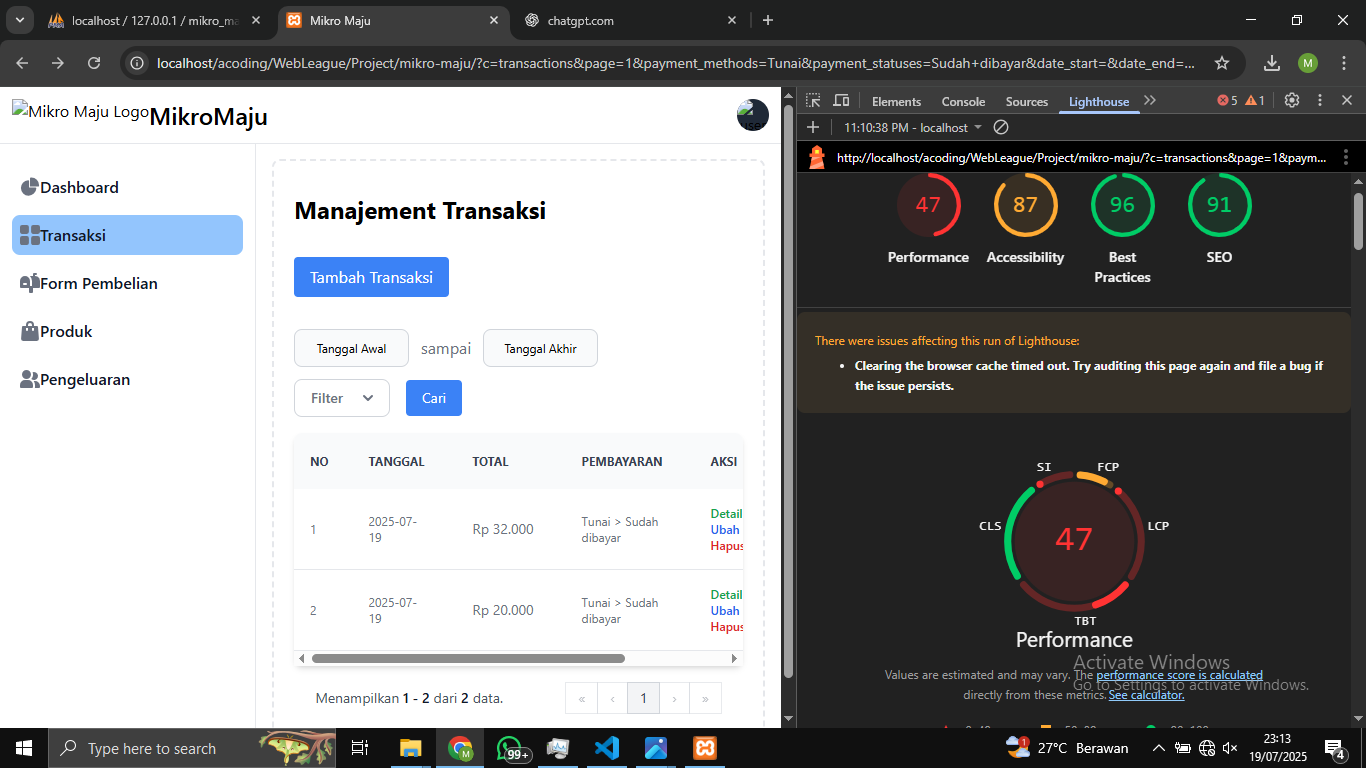 localhost / 127.0.0.1 / mikro_ma
Mikro Maju
chatgpt.com
localhost/acoding/WebLeague/Project/mikro-maju/?c=transactions&page=1&payment_methods=Tunai&payment_statuses=Sudah+dibayar&date_start=&date_end=...
M
Mikro Maju Logo
MikroMaju
Dashboard
Transaksi
Form Pembelian
Produk
Pengeluaran
Manajement Transaksi
Tambah Transaksi
Tanggal Awal sampai Tanggal Akhir
Filter Cari
NO TANGGAL TOTAL PEMBAYARAN AKSI
1 2025-07-19 Rp 32.000 Tunai > Sudah dibayar Detail Ubah Hapus
2 2025-07-19 Rp 20.000 Tunai > Sudah dibayar Detail Ubah Hapus
Menampilkan 1 - 2 dari 2 data.
« ‹ 1 › »
Elements Console Sources Lighthouse 5 1
11:10:38 PM - localhost
http://localhost/acoding/WebLeague/Project/mikro-maju/?c=transactions&page=1&paym...
47 87 96 91
Performance Accessibility Best Practices SEO
There were issues affecting this run of Lighthouse:
• Clearing the browser cache timed out. Try auditing this page again and file a bug if
the issue persists.
SI FCP
CLS LCP
47
TBT
Performance
Values are estimated and may vary. The performance score is calculated
directly from these metrics. See calculator.
Activate Windows
Go to Settings to activate Windows.
Type here to search
99+
1
27°C Berawan
23:13
19/07/2025
4